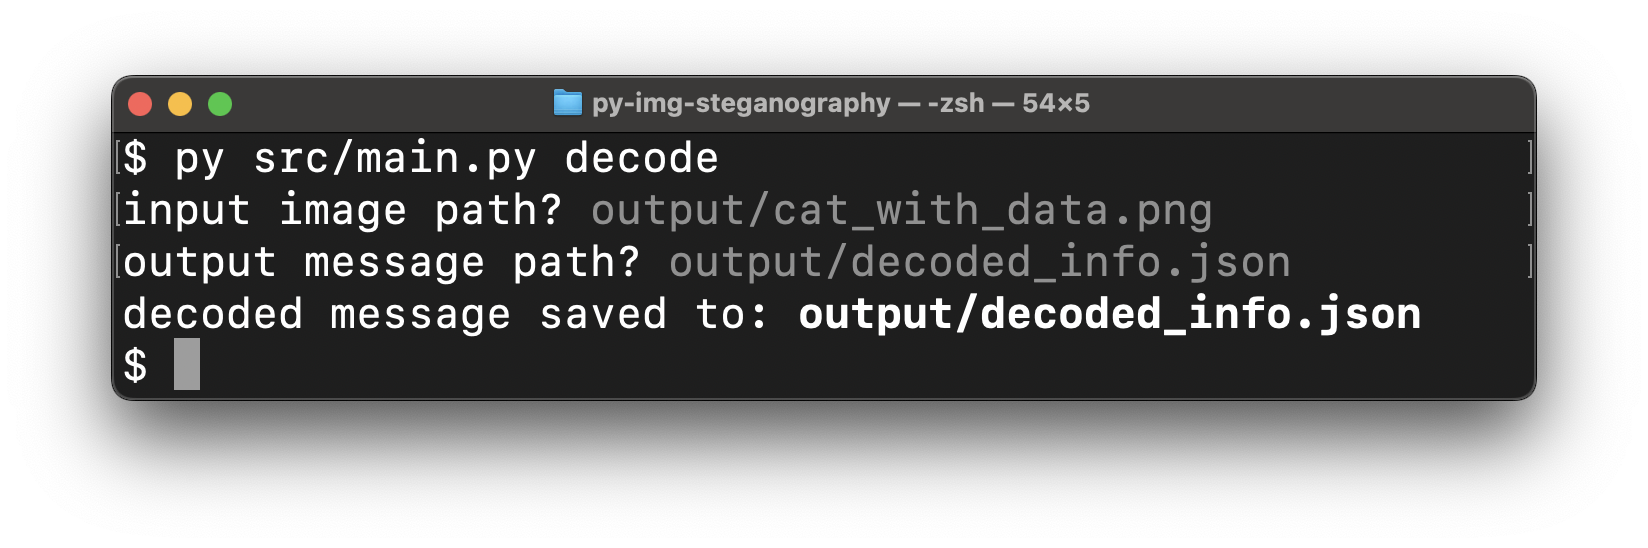 py-img-steganography — -zsh — 54×5
$ py src/main.py decode
input image path? output/cat_with_data.png
output message path? output/decoded_info.json
decoded message saved to: output/decoded_info.json
$